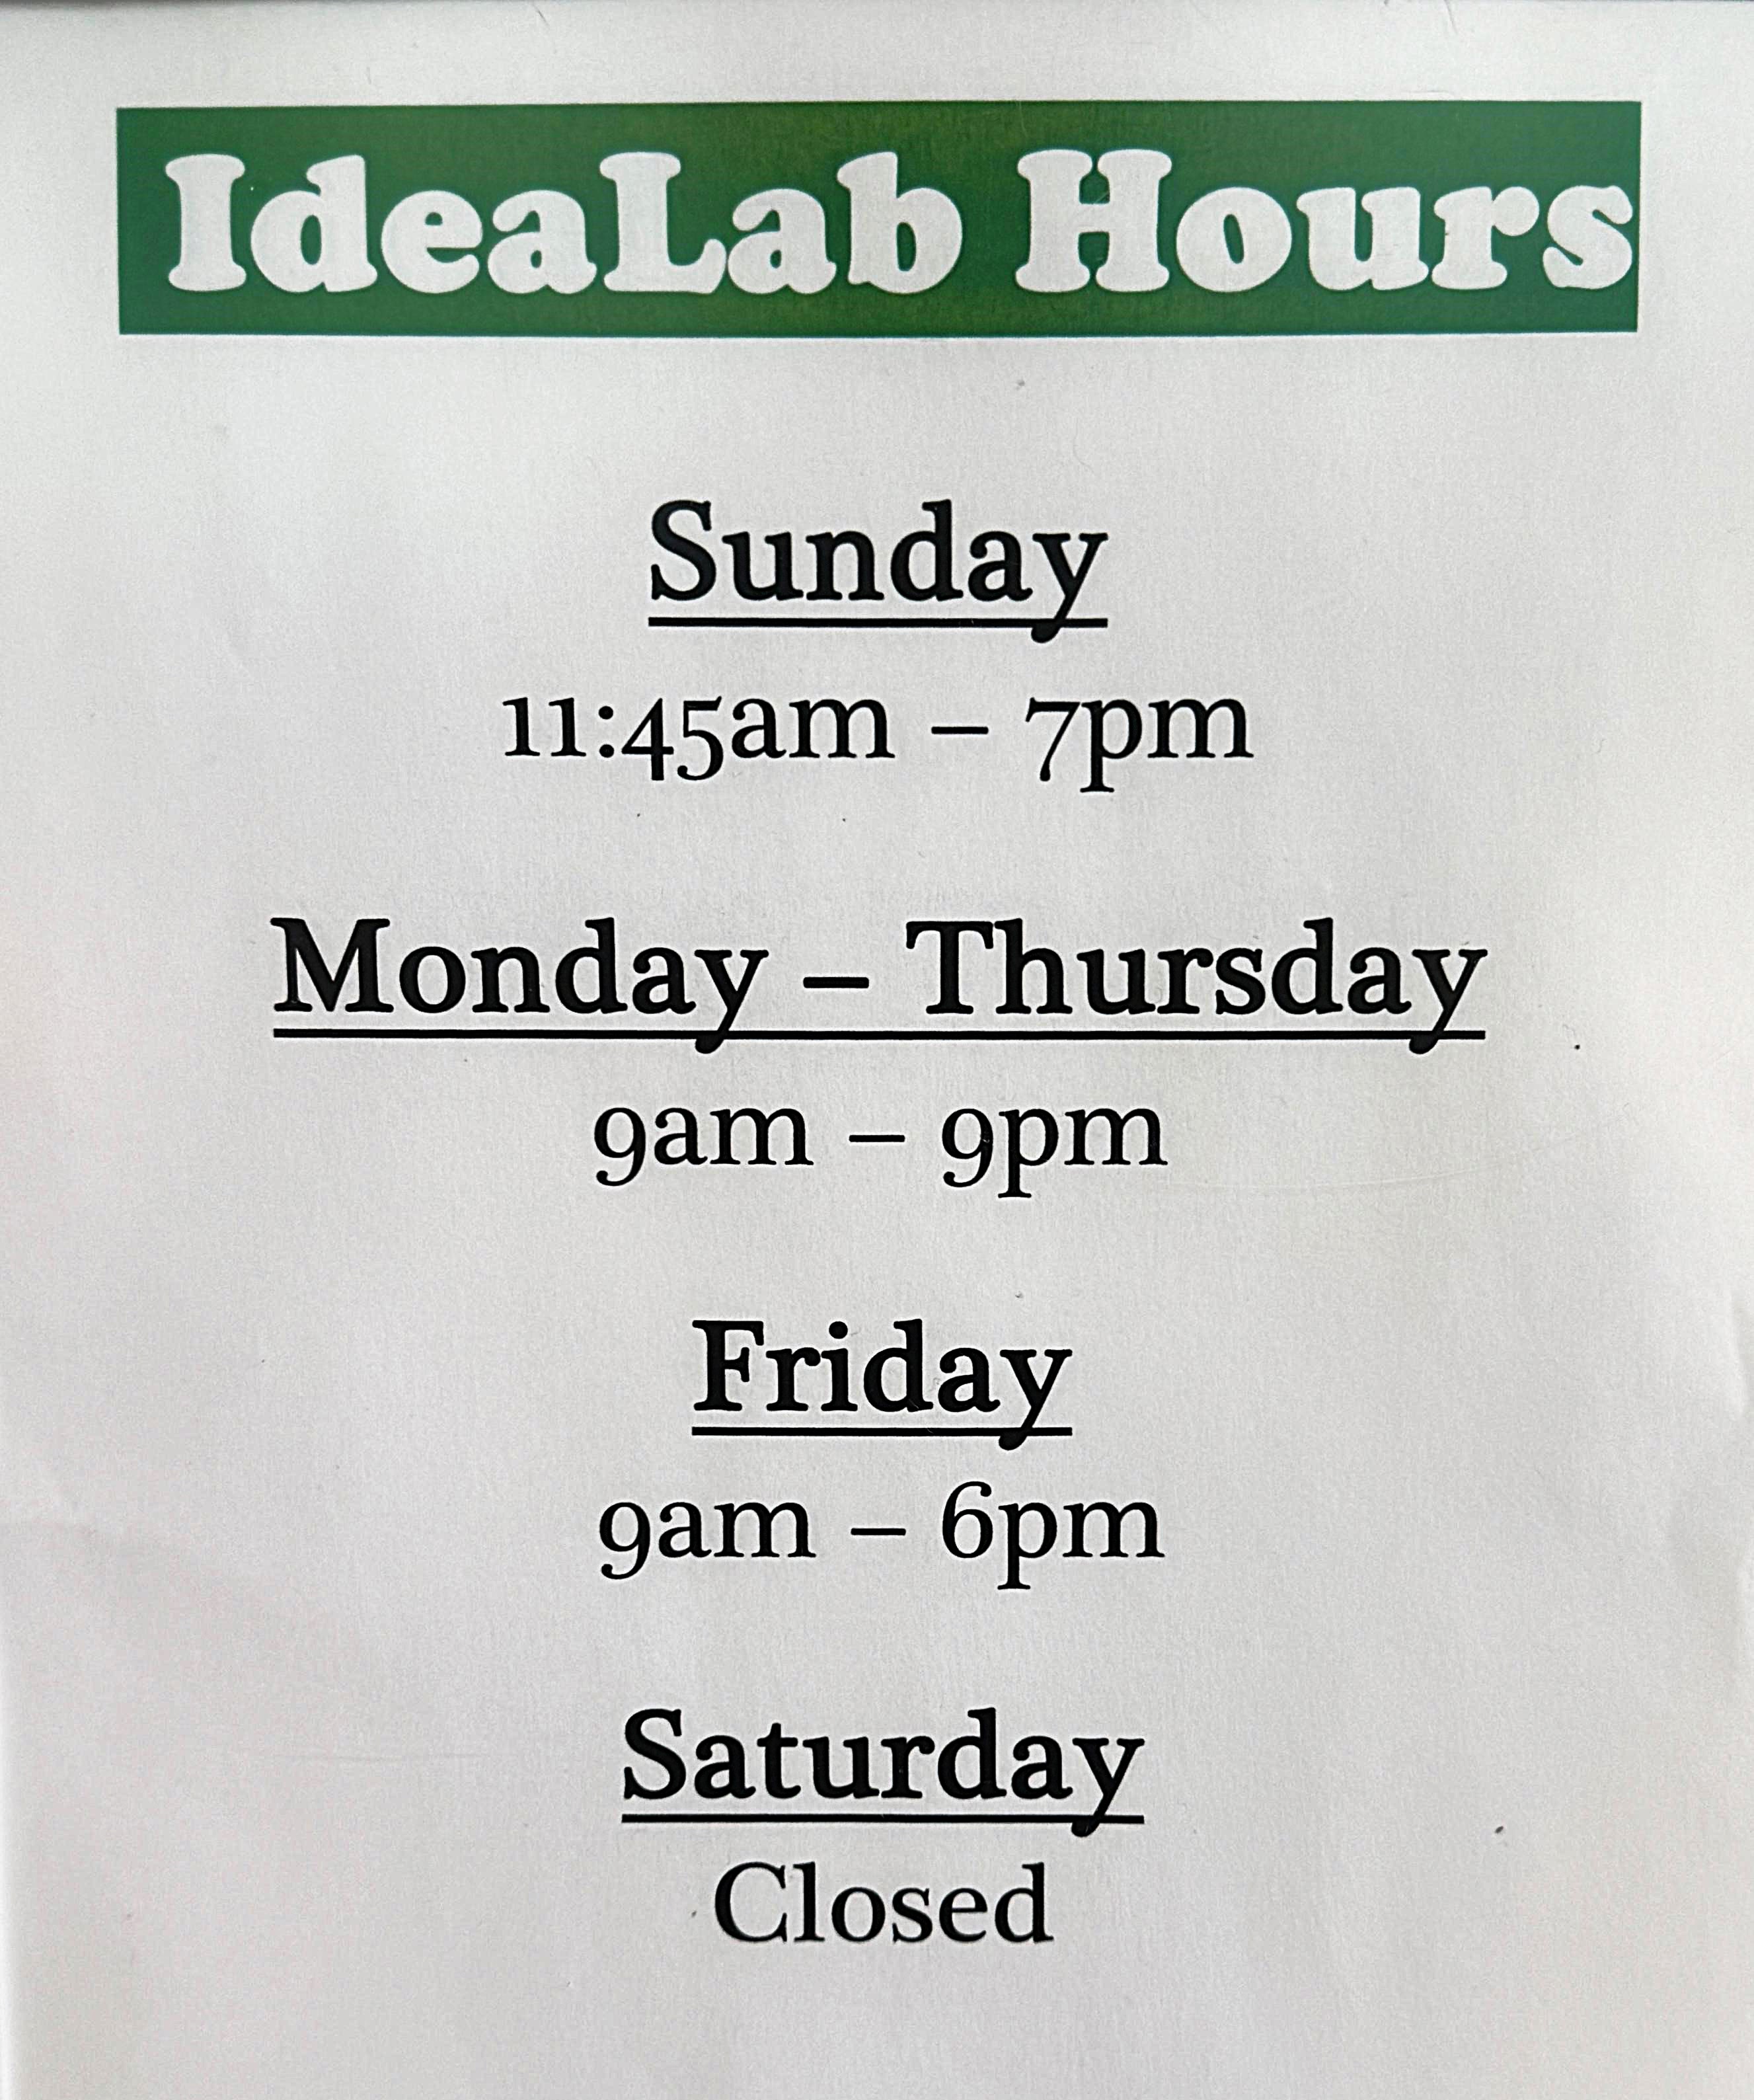 IdeaLab Hours
Sunday
11:45am – 7pm
Monday – Thursday
9am – 9pm
Friday
9am – 6pm
Saturday
Closed